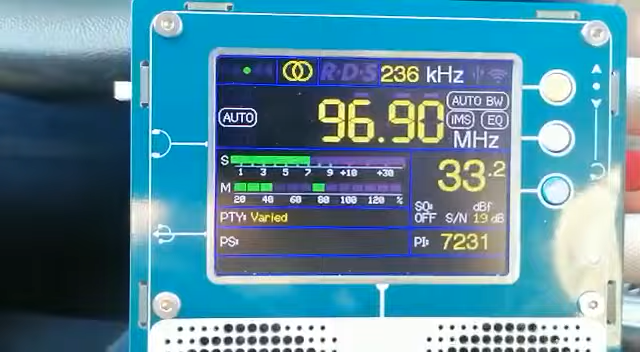 R·D·S 236 kHz
AUTO BW
AUTO 96.90 IMS EQ
MHz
S
1 3 5 7 9 +10 +30
33.2
M
20 40 60 80 100 120 %
SQ: dBf
OFF S/N 19 dB
PTY: Varied
PS: PI: 7231